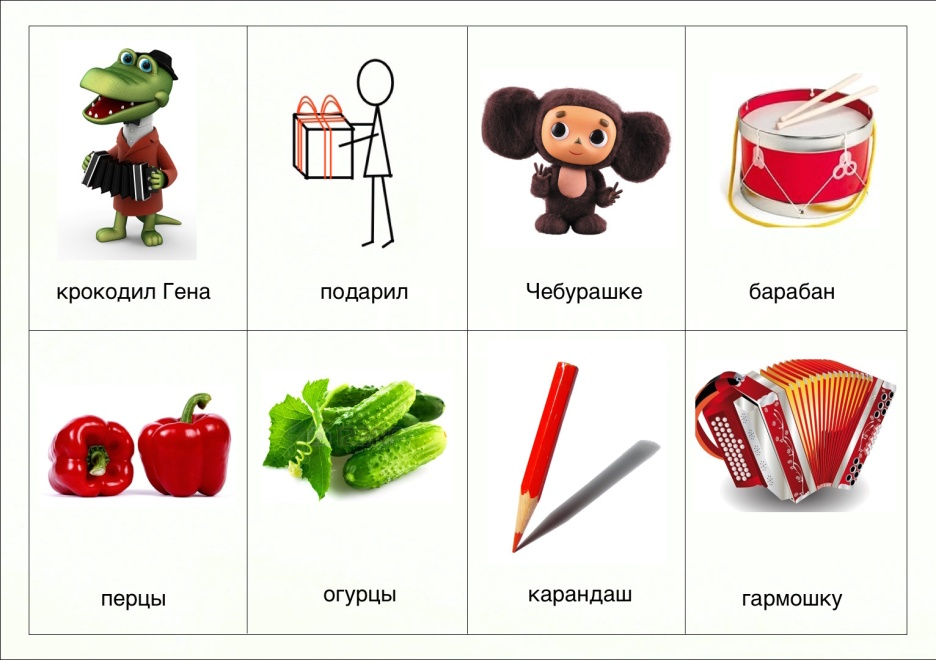 крокодил Гена
подарил
Чебурашке
барабан
перцы
огурцы
карандаш
гармошку